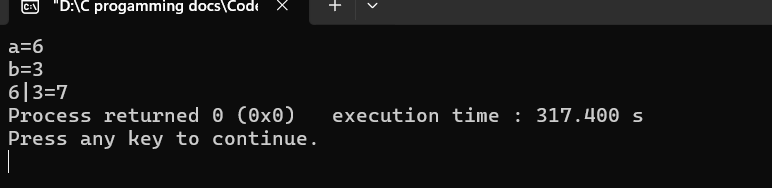 "D:\C progamming docs\Code
a=6
b=3
6|3=7
Process returned 0 (0x0)   execution time : 317.400 s
Press any key to continue.